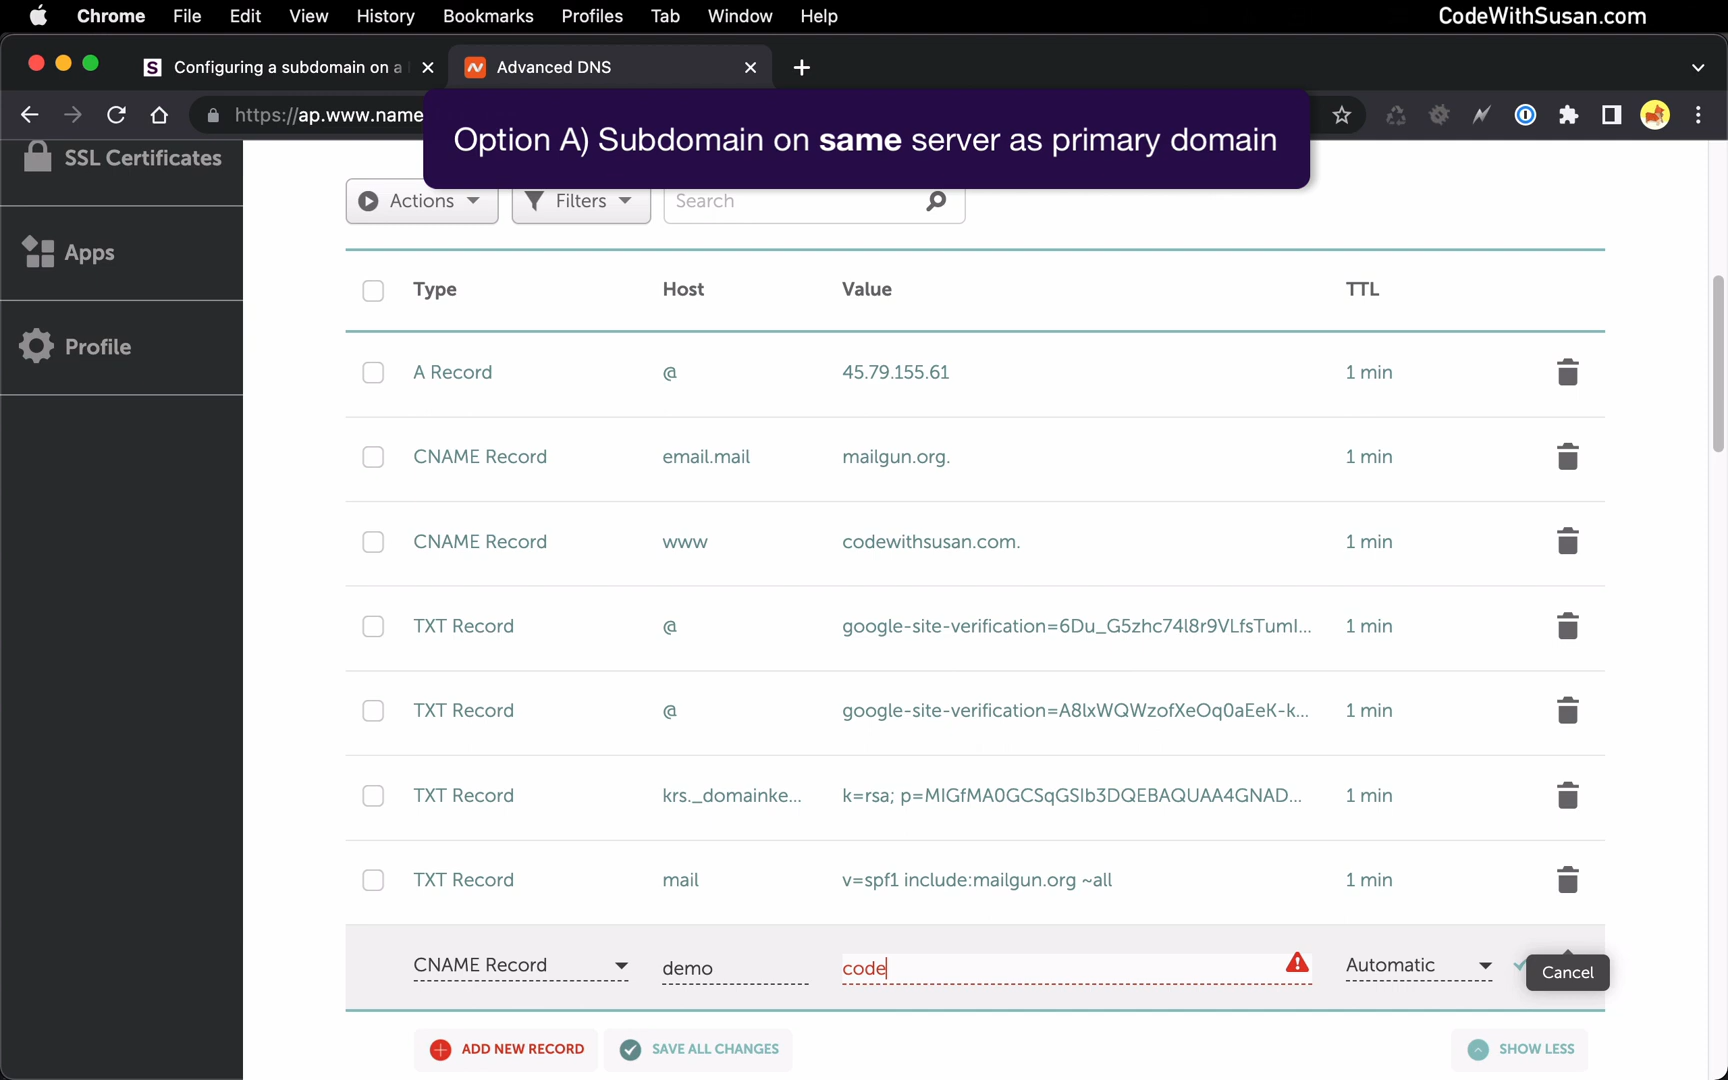 Chrome File Edit View History Bookmarks Profiles Tab Window Help CodeWithSusan.com
S Configuring a subdomain on a Advanced DNS
https://ap.www.name
Option A) Subdomain on same server as primary domain
SSL Certificates
Apps
Profile
Actions Filters Search
Type Host Value TTL
A Record @ 45.79.155.61 1 min
CNAME Record email.mail mailgun.org. 1 min
CNAME Record www codewithsusan.com. 1 min
TXT Record @ google-site-verification=6Du_G5zhc74l8r9VLfsTumI... 1 min
TXT Record @ google-site-verification=A8lxWQWzofXeOq0aEeK-k... 1 min
TXT Record krs._domainke... k=rsa; p=MIGfMA0GCSqGSIb3DQEBAQUAA4GNAD... 1 min
TXT Record mail v=spf1 include:mailgun.org ~all 1 min
CNAME Record demo code Automatic
Cancel
ADD NEW RECORD SAVE ALL CHANGES SHOW LESS